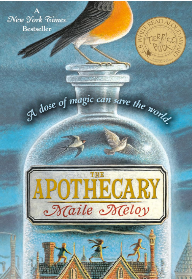 A New York Times
Bestseller
A dose of magic can save the world.
THE
APOTHECARY
Maile Meloy